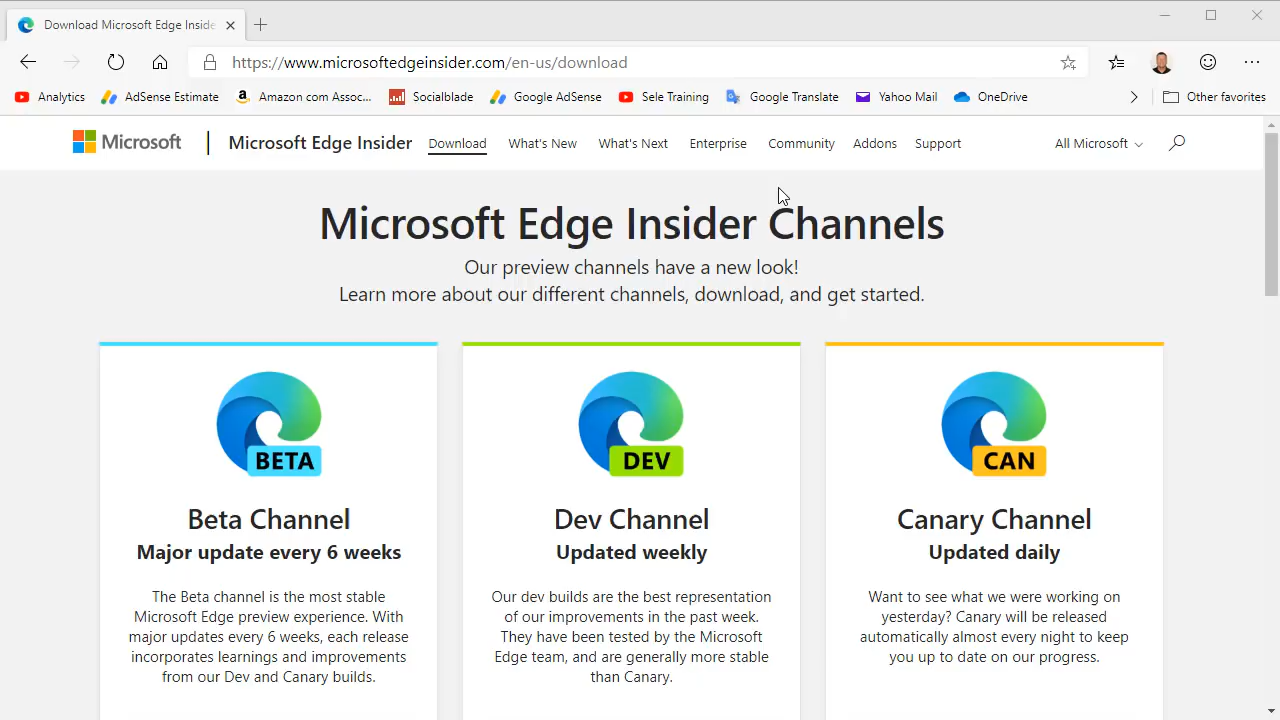 Download Microsoft Edge Inside
https://www.microsoftedgeinsider.com/en-us/download
Analytics AdSense Estimate Amazon com Assoc... Socialblade Google AdSense Sele Training Google Translate Yahoo Mail OneDrive Other favorites
Microsoft Microsoft Edge Insider Download What's New What's Next Enterprise Community Addons Support All Microsoft
Microsoft Edge Insider Channels
Our preview channels have a new look!
Learn more about our different channels, download, and get started.
BETA
Beta Channel
Major update every 6 weeks
The Beta channel is the most stable
Microsoft Edge preview experience. With
major updates every 6 weeks, each release
incorporates learnings and improvements
from our Dev and Canary builds.
DEV
Dev Channel
Updated weekly
Our dev builds are the best representation
of our improvements in the past week.
They have been tested by the Microsoft
Edge team, and are generally more stable
than Canary.
CAN
Canary Channel
Updated daily
Want to see what we were working on
yesterday? Canary will be released
automatically almost every night to keep
you up to date on our progress.